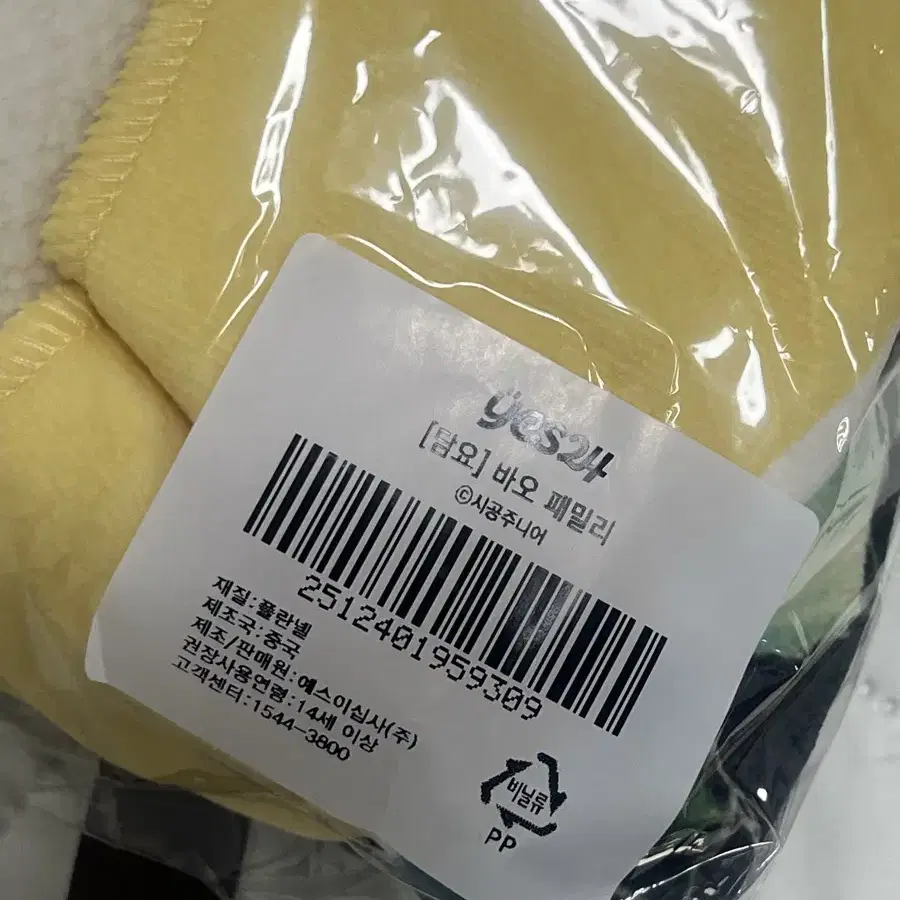 yes24
[담요] 바오 패밀리
ⓒ시공주니어
2512401959309
재질:플란넬
제조국:중국
제조/판매원:예스이십사(주)
권장사용연령:14세 이상
고객센터:1544-3800
비닐류
PP